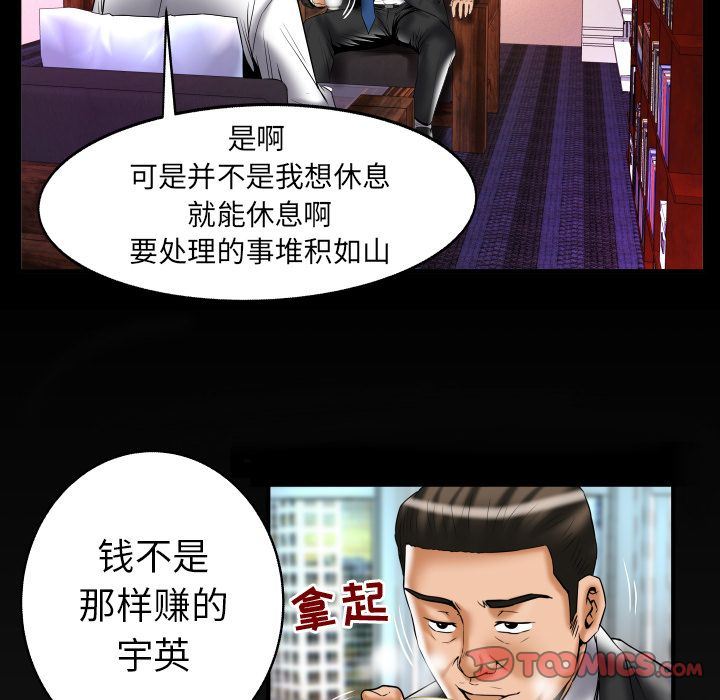 是啊
可是并不是我想休息
就能休息啊
要处理的事堆积如山
钱不是
那样赚的
宇英
拿起
TOOMICS.COM